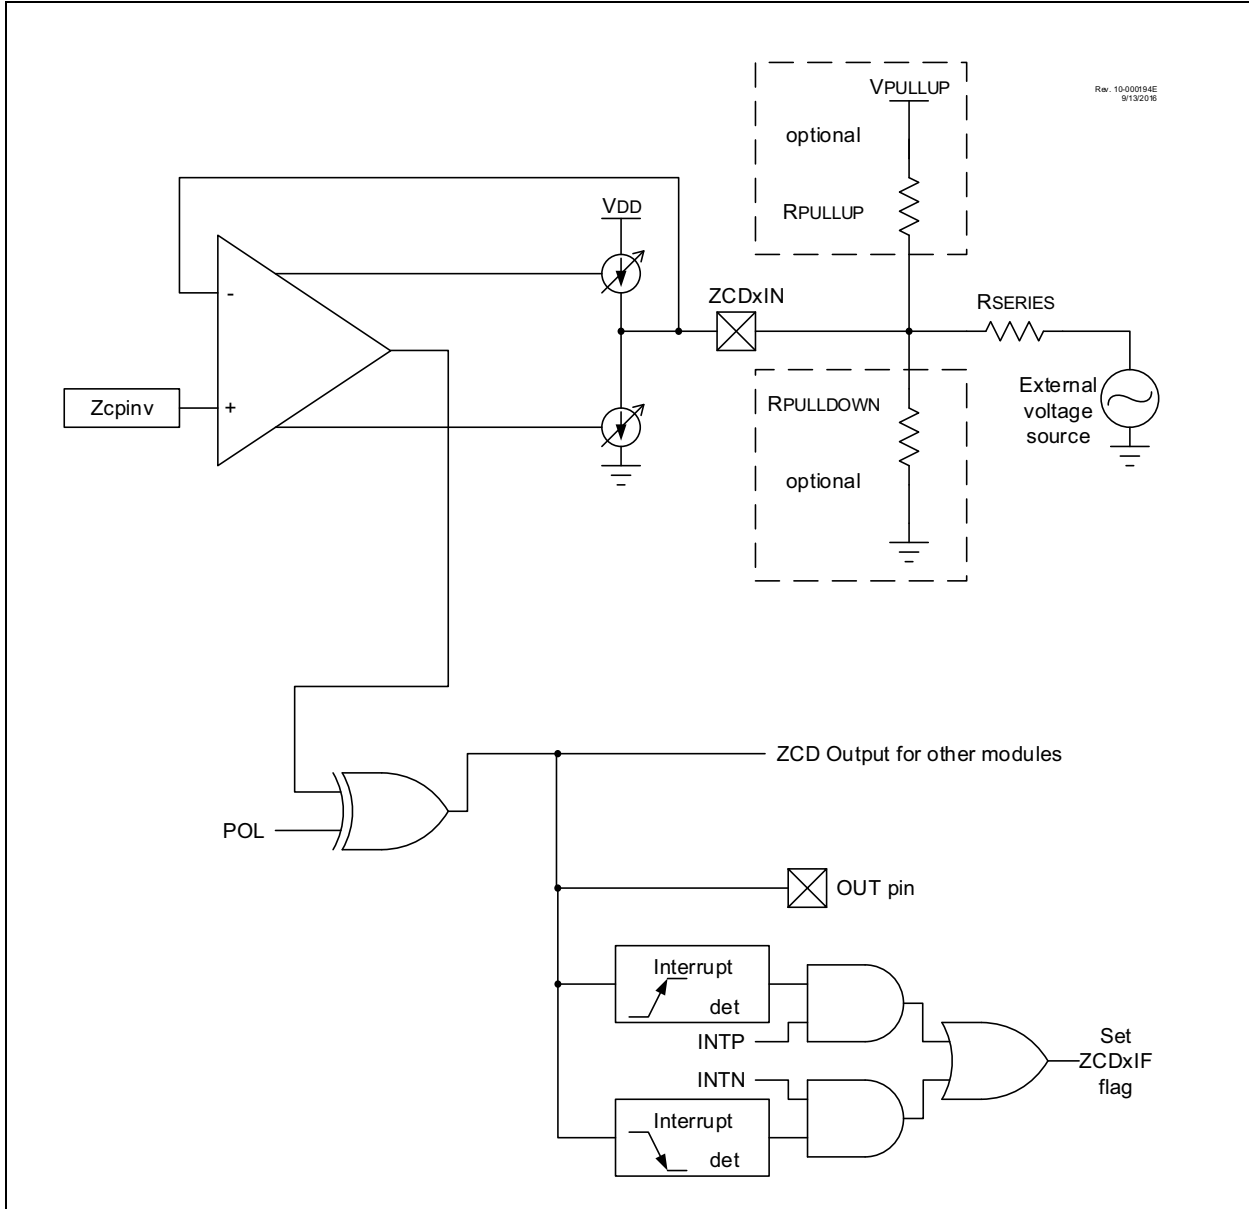 VPULLUP
Rev. 10-000194E
9/13/2016
optional
RPULLUP
VDD
ZCDxIN
RSERIES
-
Zcpinv
+
RPULLDOWN
External
voltage
source
optional
ZCD Output for other modules
POL
OUT pin
Interrupt
det
INTP
INTN
Set
ZCDxIF
flag
Interrupt
det